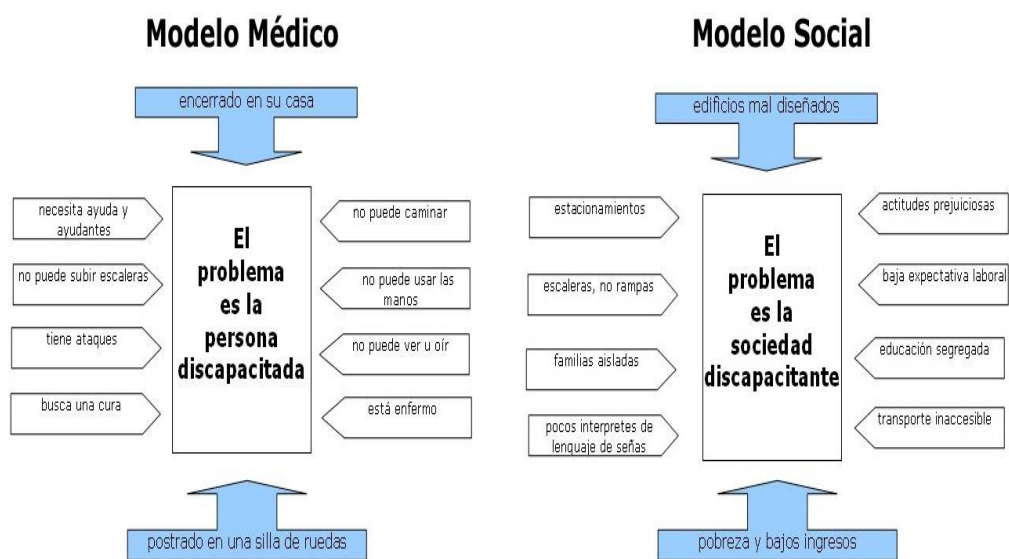 Modelo Médico
encerrado en su casa
necesita ayuda y
ayudantes
no puede subir escaleras
tiene ataques
busca una cura
El
problema
es la
persona
discapacitada
no puede caminar
no puede usar las
manos
no puede ver u oír
está enfermo
postrado en una silla de ruedas
Modelo Social
edificios mal diseñados
estacionamientos
escaleras, no rampas
familias aisladas
pocos interpretes de
lenguaje de señas
El
problema
es la
sociedad
discapacitante
actitudes prejuiciosas
baja expectativa laboral
educación segregada
transporte inaccesible
pobreza y bajos ingresos